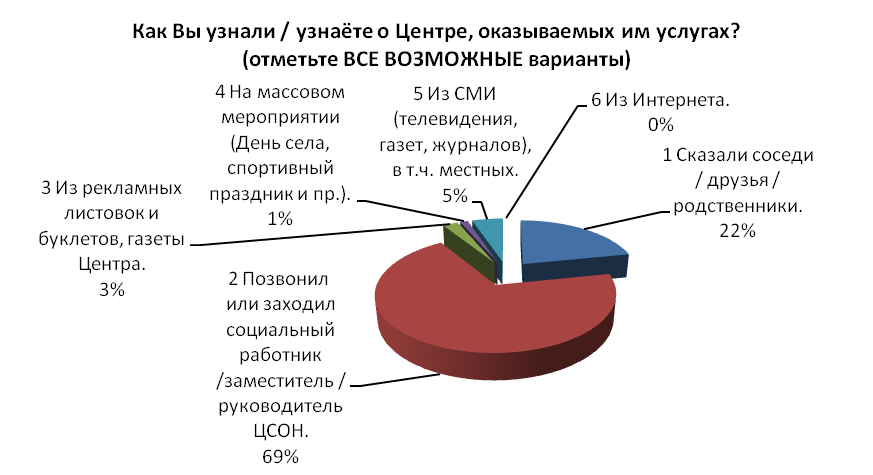 Как Вы узнали / узнаёте о Центре, оказываемых им услугах?
(отметьте ВСЕ ВОЗМОЖНЫЕ варианты)
4 На массовом
мероприятии
(День села,
спортивный
праздник и пр.).
1%
5 Из СМИ
(телевидения,
газет, журналов),
в т.ч. местных.
5%
6 Из Интернета.
0%
1 Сказали соседи
/ друзья /
родственники.
22%
3 Из рекламных
листовок и
буклетов, газеты
Центра.
3%
2 Позвонил
или заходил
социальный
работник
/заместитель /
руководитель
ЦСОН.
69%